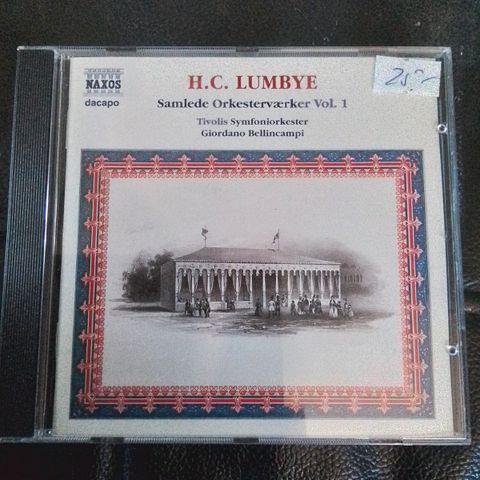 NAXOS
dacapo
H.C. LUMBYE
Samlede Orkesterværker Vol. 1
Tivolis Symfoniorkester
Giordano Bellincampi
25,-